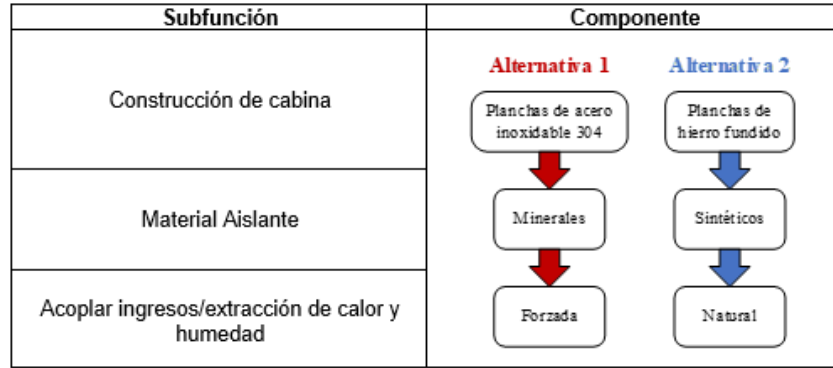 Subfunción
Componente
Construcción de cabina
Alternativa 1
Alternativa 2
Planchas de acero
inoxidable 304
Planchas de
hierro fundido
Material Aislante
Minerales
Sintéticos
Acoplar ingresos/extracción de calor y
humedad
Forzada
Natural